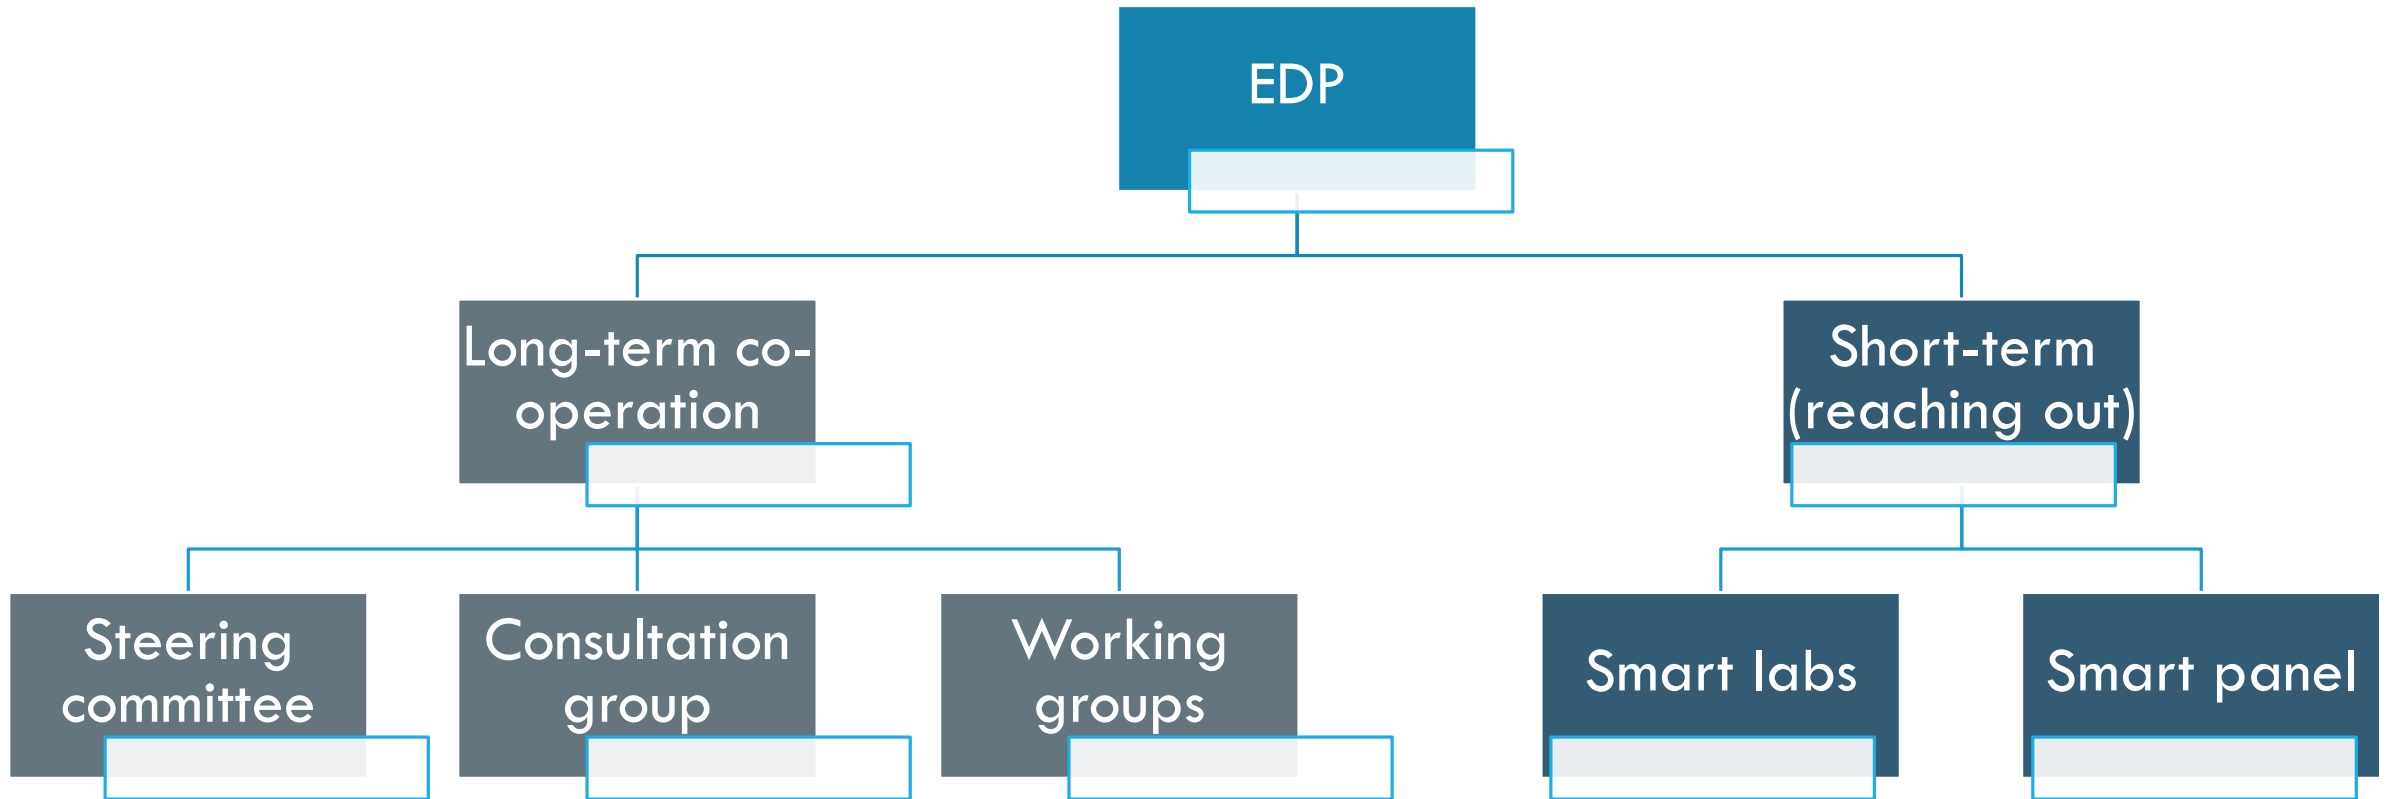 EDP
Long-term co-
operation
Short-term
(reaching out)
Steering
committee
Consultation
group
Working
groups
Smart labs
Smart panel